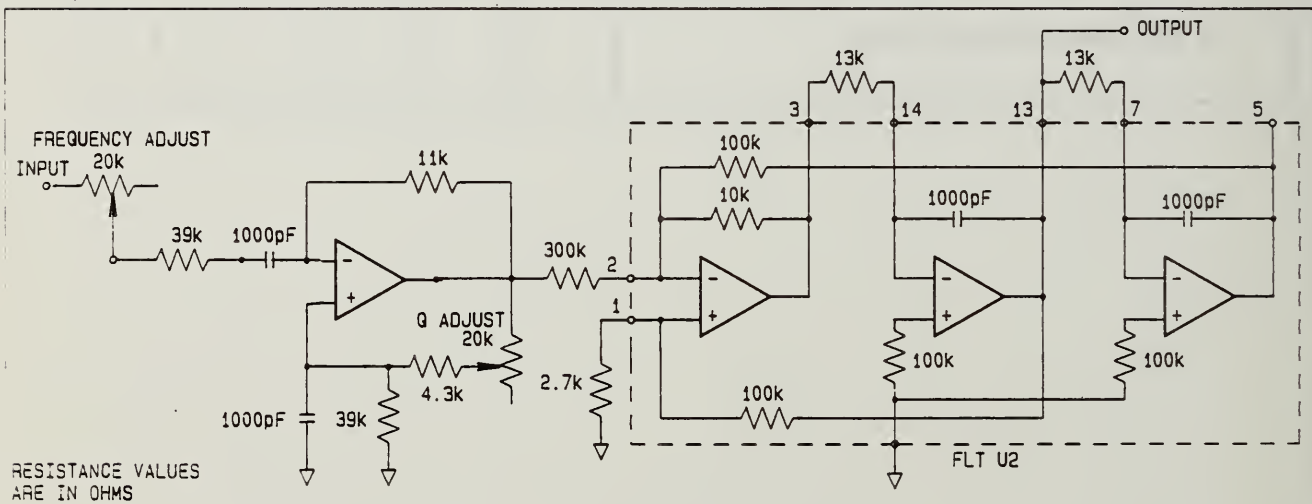 OUTPUT
13k
13k
3
14
13
7
5
FREQUENCY ADJUST
20k
INPUT
11k
100k
10k
1000pF
1000pF
39k
1000pF
300k
2
-
+
-
+
-
+
-
+
1
Q ADJUST
20k
2.7k
4.3k
100k
100k
100k
1000pF
39k
FLT U2
RESISTANCE VALUES
ARE IN OHMS